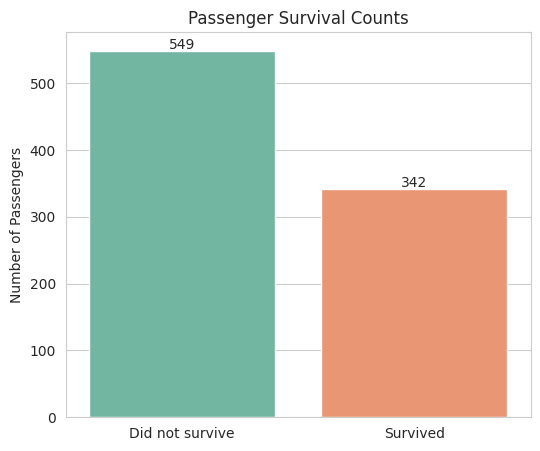 Passenger Survival Counts
549
342
Number of Passengers
500
400
300
200
100
0
Did not survive
Survived